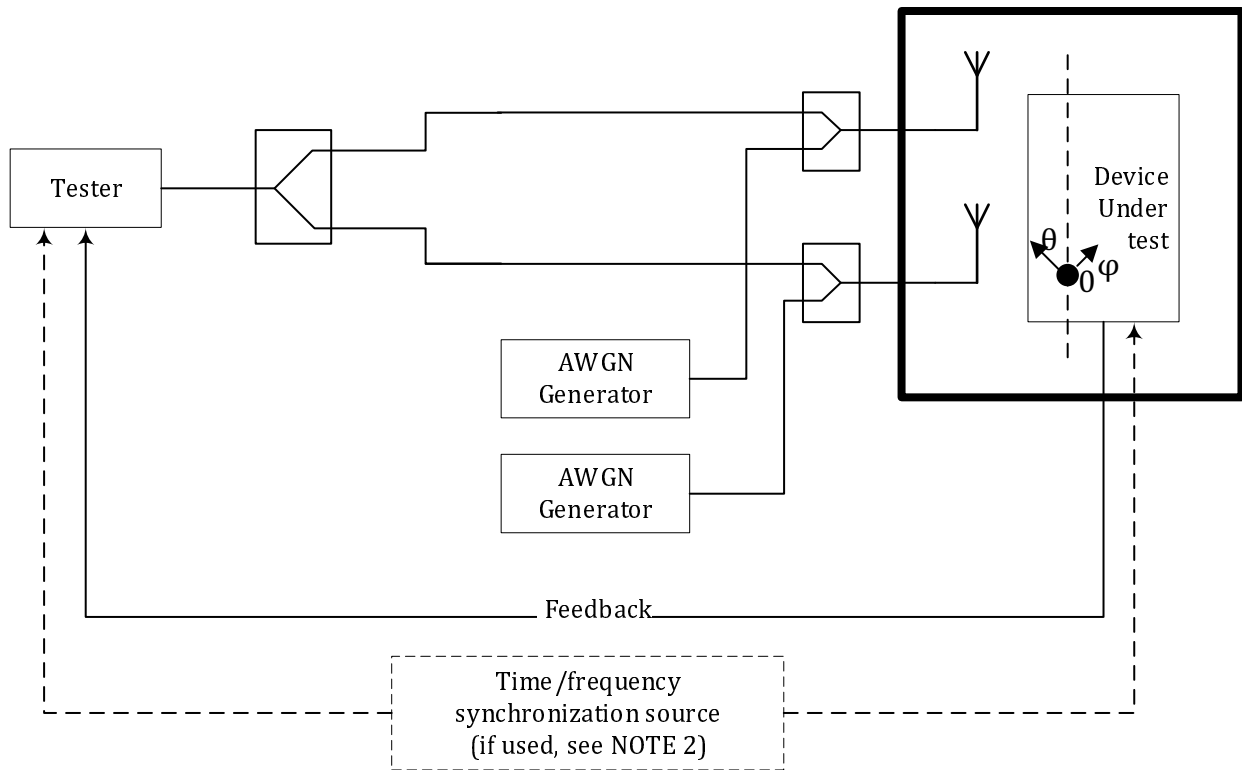 Tester
Device
Under
test
θ
φ
0
AWGN
Generator
AWGN
Generator
Feedback
Time/frequency
synchronization source
(if used, see NOTE 2)